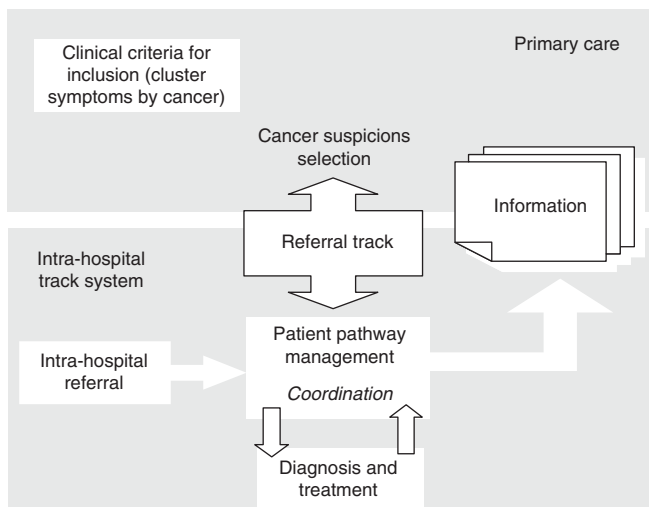 Clinical criteria for
inclusion (cluster
symptoms by cancer)
Primary care
Cancer suspicions
selection
Information
Referral track
Intra-hospital
track system
Patient pathway
management
Coordination
Intra-hospital
referral
Diagnosis and
treatment